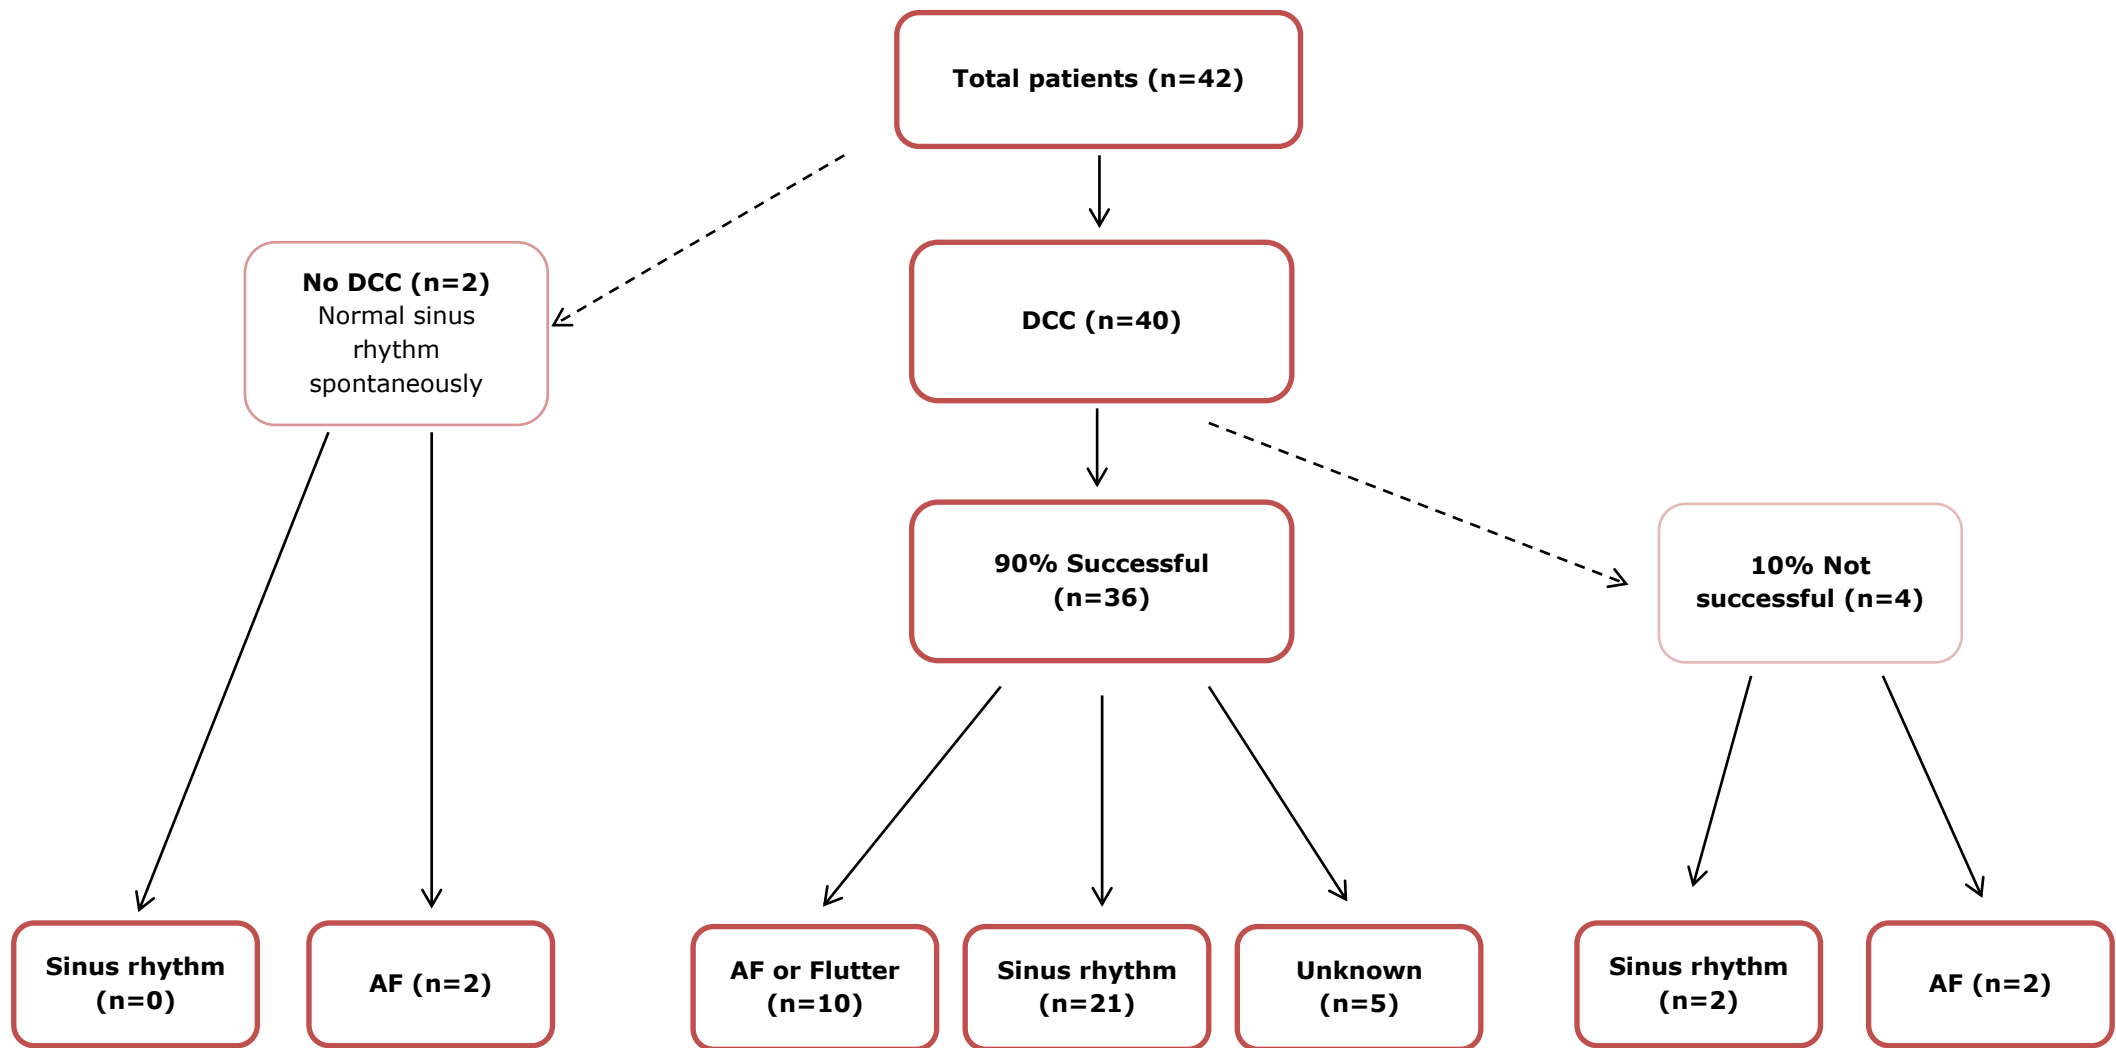 Total patients (n=42)
No DCC (n=2)
Normal sinus
rhythm
spontaneously
DCC (n=40)
90% Successful
(n=36)
10% Not
successful (n=4)
Sinus rhythm
(n=0)
AF (n=2)
AF or Flutter
(n=10)
Sinus rhythm
(n=21)
Unknown
(n=5)
Sinus rhythm
(n=2)
AF (n=2)